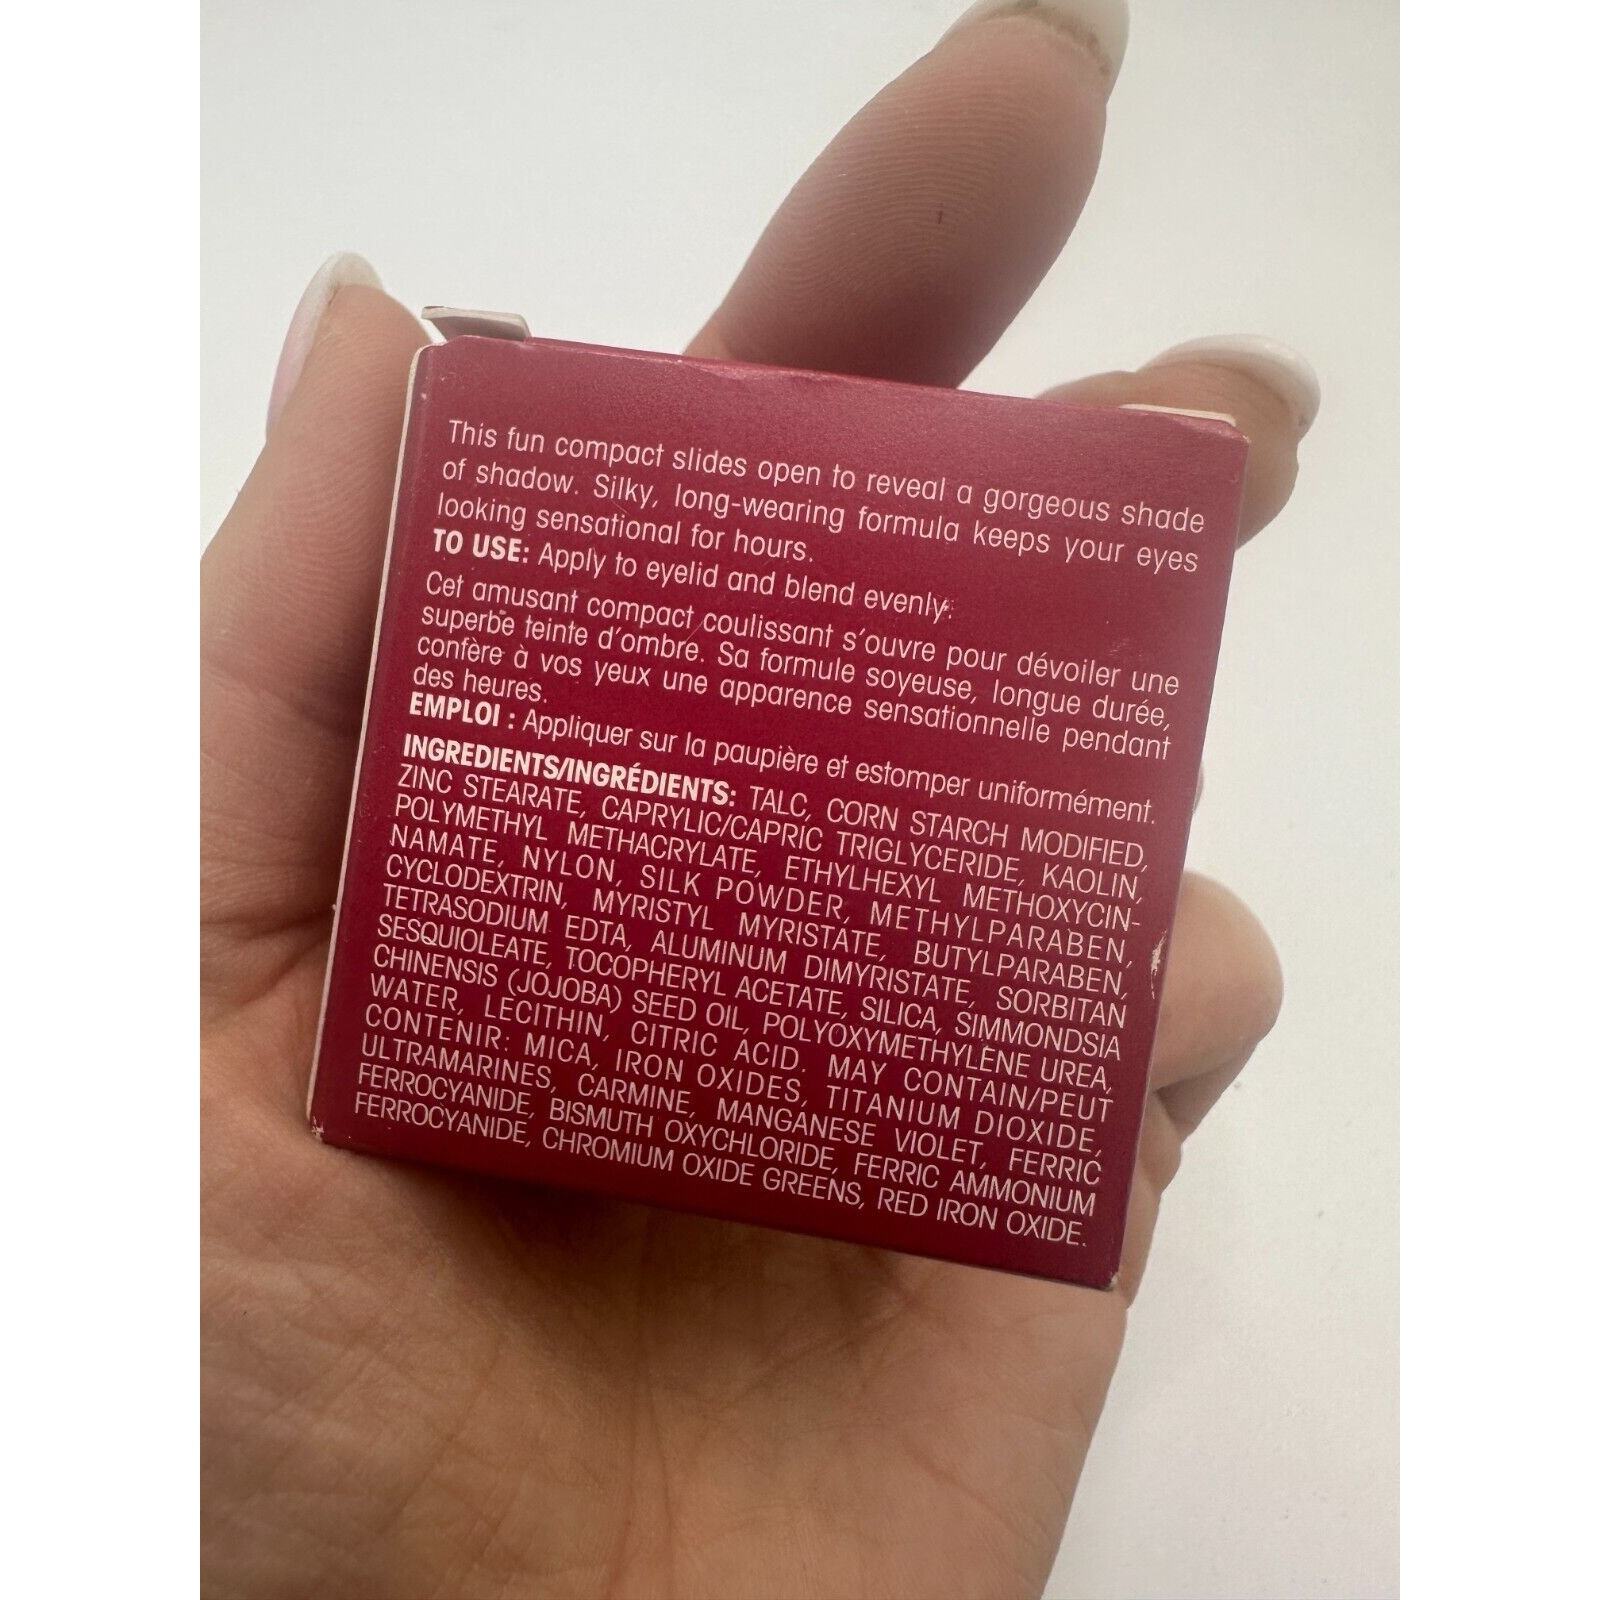 This fun compact slides open to reveal a gorgeous shade
of shadow. Silky, long-wearing formula keeps your eyes
looking sensational for hours.
TO USE: Apply to eyelid and blend evenly.
Cet amusant compact coulissant s'ouvre pour dévoiler une
superbe teinte d'ombre. Sa formule soyeuse, longue durée,
confère à vos yeux une apparence sensationnelle pendant
des heures.
EMPLOI : Appliquer sur la paupière et estomper uniformément.
INGREDIENTS/INGRÉDIENTS: TALC, CORN STARCH MODIFIED,
ZINC STEARATE, CAPRYLIC/CAPRIC TRIGLYCERIDE, KAOLIN,
POLYMETHYL METHACRYLATE, ETHYLHEXYL METHOXYCIN-
NAMATE, NYLON, SILK POWDER, METHYLPARABEN,
CYCLODEXTRIN, MYRISTYL MYRISTATE, BUTYLPARABEN,
TETRASODIUM EDTA, ALUMINUM DIMYRISTATE, SORBITAN
SESQUIOLEATE, TOCOPHERYL ACETATE, SILICA, SIMMONDSIA
CHINENSIS (JOJOBA) SEED OIL, POLYOXYMETHYLENE UREA,
WATER, LECITHIN, CITRIC ACID. MAY CONTAIN/PEUT
CONTENIR: MICA, IRON OXIDES, TITANIUM DIOXIDE,
ULTRAMARINES, CARMINE, MANGANESE VIOLET, FERRIC
FERROCYANIDE, BISMUTH OXYCHLORIDE, FERRIC AMMONIUM
FERROCYANIDE, CHROMIUM OXIDE GREENS, RED IRON OXIDE.